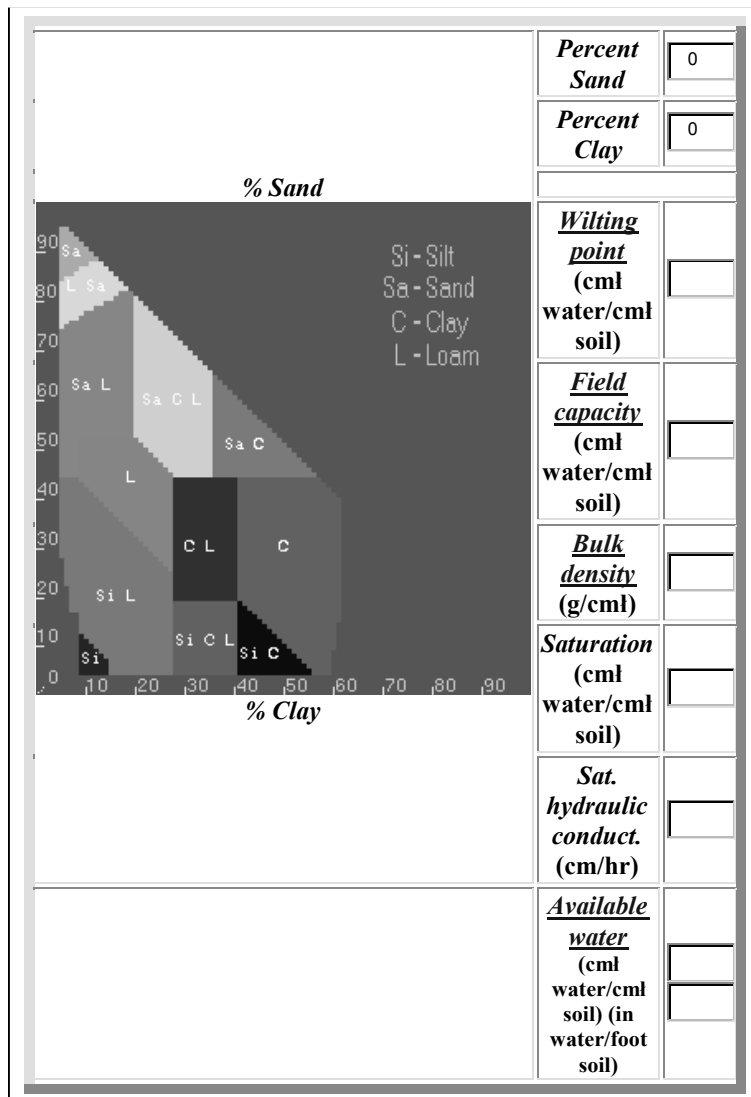 Percent
Sand
0
Percent
Clay
0
% Sand
90
80
70
60
50
40
30
20
10
0
Sa
L Sa
Sa L
Sa C L
Sa C
L
C L
C
Si L
Si C L
Si C
Si
Si - Silt
Sa - Sand
C - Clay
L - Loam
10 20 30 40 50 60 70 80 90
% Clay
Wilting
point
(cmł
water/cmł
soil)
Field
capacity
(cmł
water/cmł
soil)
Bulk
density
(g/cmł)
Saturation
(cmł
water/cmł
soil)
Sat.
hydraulic
conduct.
(cm/hr)
Available
water
(cmł
water/cmł
soil) (in
water/foot
soil)